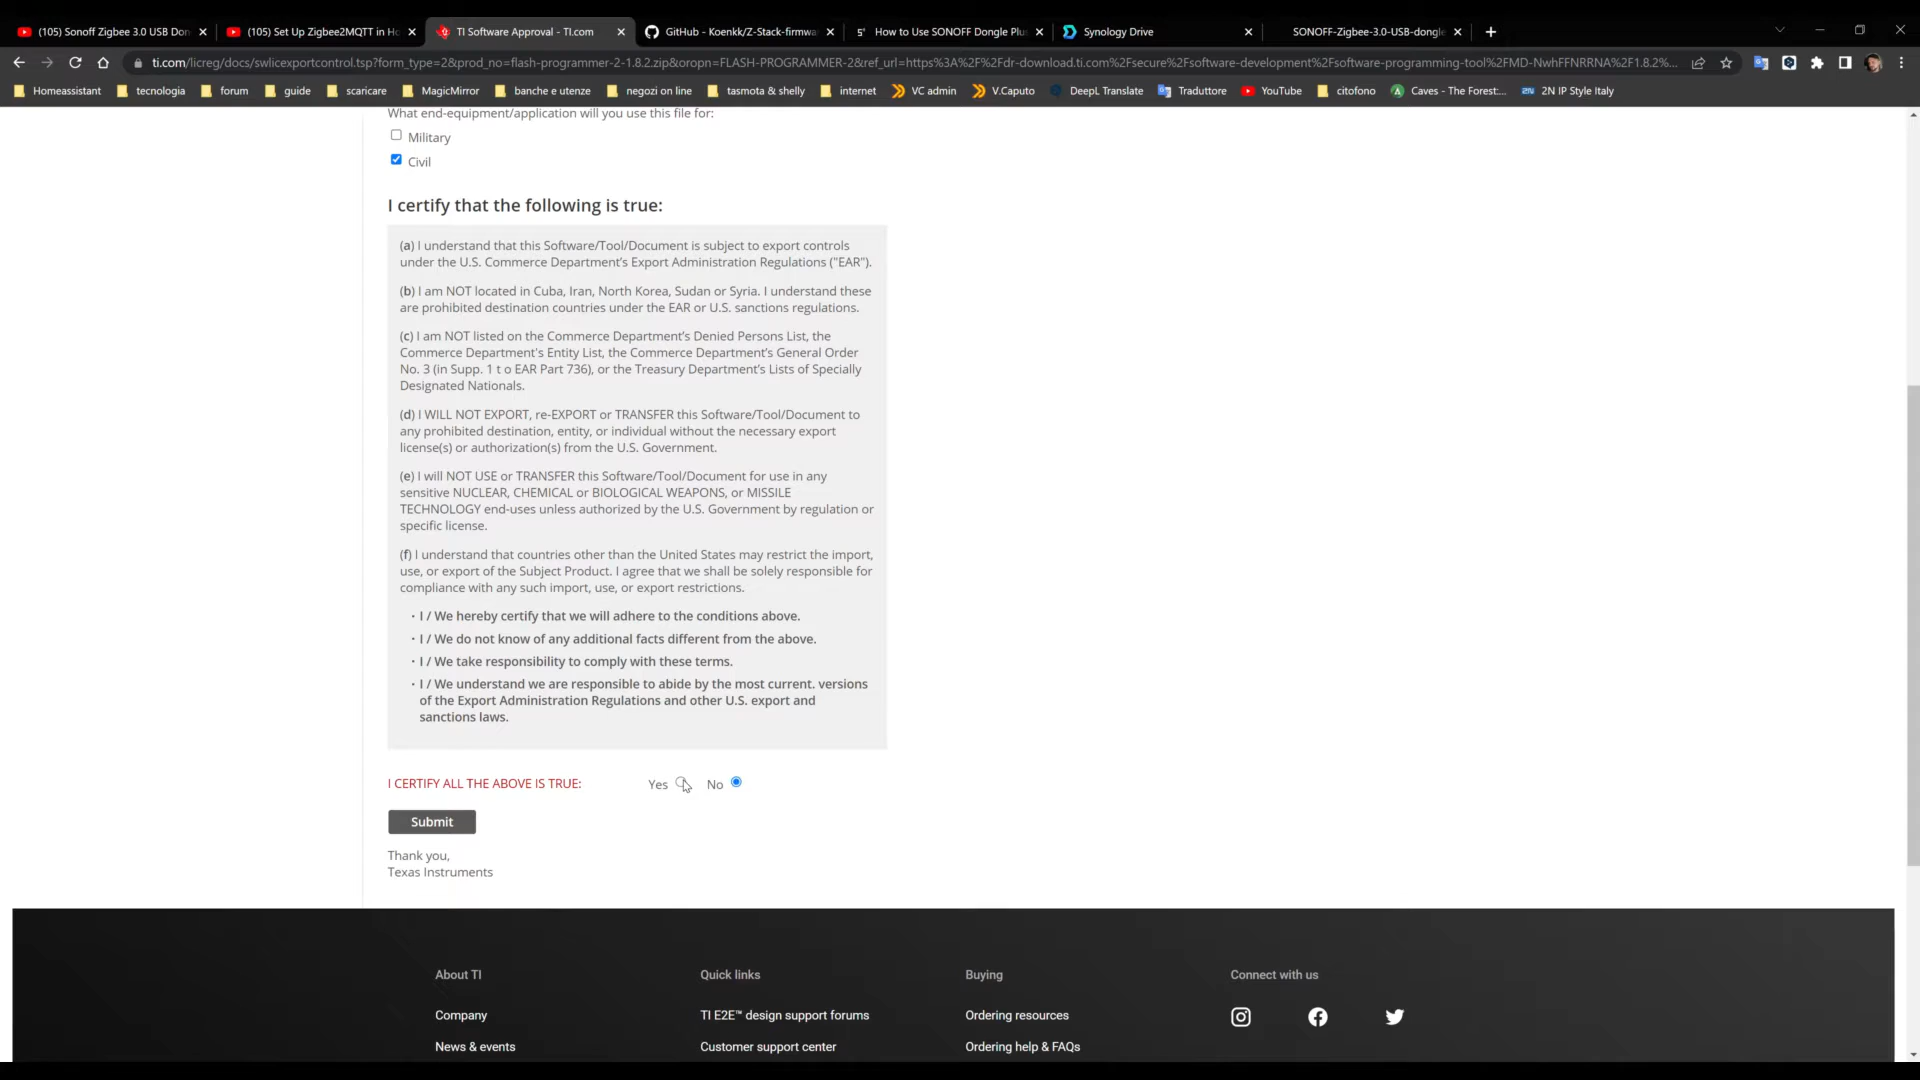 (105) Sonoff Zigbee 3.0 USB Don
(105) Set Up Zigbee2MQTT in Ho
TI Software Approval - TI.com
GitHub - Koenkk/Z-Stack-firmwa
How to Use SONOFF Dongle Plu
Synology Drive
SONOFF-Zigbee-3.0-USB-dongle
ti.com/licreg/docs/swlicexportcontrol.tsp?form_type=2&prod_no=flash-programmer-2-1.8.2.zip&oropn=FLASH-PROGRAMMER-2&ref_url=https%3A%2F%2Fdr-download.ti.com%2Fsecure%2Fsoftware-development%2Fsoftware-programming-tool%2FMD-NwhFFNRRNA%2F1.8.2%...
Homeassistant
tecnologia
forum
guide
scaricare
MagicMirror
banche e utenze
negozi on line
tasmota & shelly
internet
VC admin
V.Caputo
DeepL Translate
Traduttore
YouTube
citofono
Caves - The Forest:...
2N IP Style Italy
What end-equipment/application will you use this file for:
Military
Civil
I certify that the following is true:
(a) I understand that this Software/Tool/Document is subject to export controls
under the U.S. Commerce Department's Export Administration Regulations ("EAR").
(b) I am NOT located in Cuba, Iran, North Korea, Sudan or Syria. I understand these
are prohibited destination countries under the EAR or U.S. sanctions regulations.
(c) I am NOT listed on the Commerce Department's Denied Persons List, the
Commerce Department's Entity List, the Commerce Department's General Order
No. 3 (in Supp. 1 t o EAR Part 736), or the Treasury Department's Lists of Specially
Designated Nationals.
(d) I WILL NOT EXPORT, re-EXPORT or TRANSFER this Software/Tool/Document to
any prohibited destination, entity, or individual without the necessary export
license(s) or authorization(s) from the U.S. Government.
(e) I will NOT USE or TRANSFER this Software/Tool/Document for use in any
sensitive NUCLEAR, CHEMICAL or BIOLOGICAL WEAPONS, or MISSILE
TECHNOLOGY end-uses unless authorized by the U.S. Government by regulation or
specific license.
(f) I understand that countries other than the United States may restrict the import,
use, or export of the Subject Product. I agree that we shall be solely responsible for
compliance with any such import, use, or export restrictions.
· I / We hereby certify that we will adhere to the conditions above.
· I / We do not know of any additional facts different from the above.
· I / We take responsibility to comply with these terms.
· I / We understand we are responsible to abide by the most current. versions
of the Export Administration Regulations and other U.S. export and
sanctions laws.
I CERTIFY ALL THE ABOVE IS TRUE: Yes No
Submit
Thank you,
Texas Instruments
About TI
Quick links
Buying
Connect with us
Company
TI E2E™ design support forums
Ordering resources
News & events
Customer support center
Ordering help & FAQs